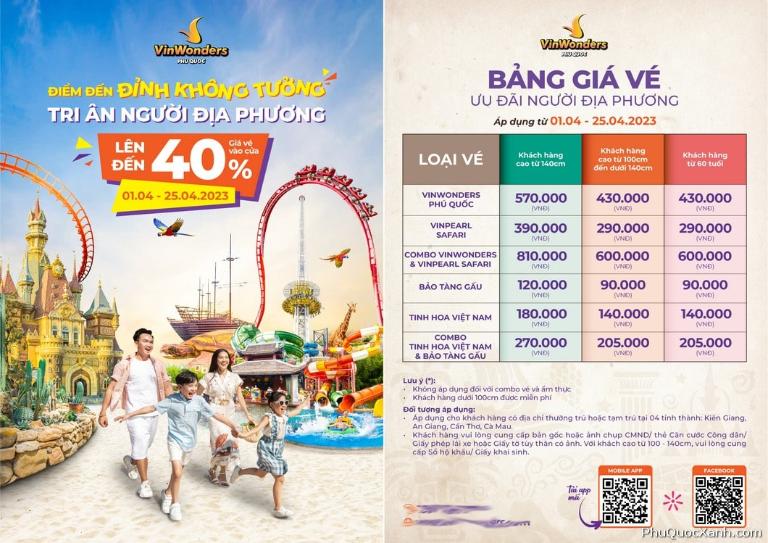 VinWonders
PHÚ QUỐC
ĐIỂM ĐẾN ĐỈNH KHÔNG TƯỞNG
TRI ÂN NGƯỜI ĐỊA PHƯƠNG
LÊN ĐẾN 40% Giá vé vào cửa
01.04 - 25.04.2023
VinWonders
PHÚ QUỐC
BẢNG GIÁ VÉ
ƯU ĐÃI NGƯỜI ĐỊA PHƯƠNG
Áp dụng từ 01.04 - 25.04.2023
LOẠI VÉ
Khách hàng
cao từ 140cm
Khách hàng
cao từ 100cm
đến dưới 140cm
Khách hàng
từ 60 tuổi
VINWONDERS
PHÚ QUỐC
570.000
(VNĐ)
430.000
(VNĐ)
430.000
(VNĐ)
VINPEARL
SAFARI
390.000
(VNĐ)
290.000
(VNĐ)
290.000
(VNĐ)
COMBO VINWONDERS
& VINPEARL SAFARI
810.000
(VNĐ)
600.000
(VNĐ)
600.000
(VNĐ)
BẢO TÀNG GẤU
120.000
(VNĐ)
90.000
(VNĐ)
90.000
(VNĐ)
TINH HOA VIỆT NAM
180.000
(VNĐ)
140.000
(VNĐ)
140.000
(VNĐ)
COMBO
TINH HOA VIỆT NAM
& BẢO TÀNG GẤU
270.000
(VNĐ)
205.000
(VNĐ)
205.000
(VNĐ)
Lưu ý (*):
• Không áp dụng đối với combo vé và ẩm thực
• Khách hàng dưới 100cm được miễn phí
Đối tượng áp dụng:
• Áp dụng cho khách hàng có địa chỉ thường trú hoặc tạm trú tại 04 tỉnh thành: Kiên Giang,
An Giang, Cần Thơ, Cà Mau.
• Khách hàng vui lòng cung cấp bản gốc hoặc ảnh chụp CMND/ thẻ Căn cước Công dân/
Giấy phép lái xe hoặc Giấy tờ tùy thân có ảnh. Với khách cao từ 100 - 140cm, vui lòng cung
cấp Sổ hộ khẩu/ Giấy khai sinh.
Tải app
mới
MOBILE APP
FACEBOOK
PhuQuocXanh.com